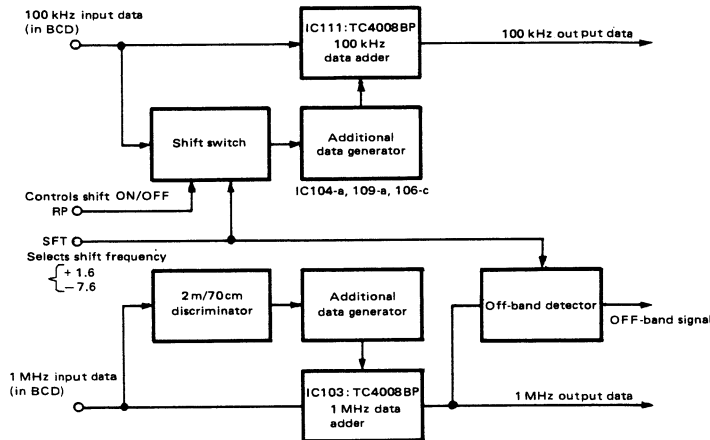 100 kHz input data
(in BCD)
IC111:TC4008BP
100 kHz
data adder
100 kHz out put data
Shift switch
Additional
data generator
IC104-a, 109-a, 106-c
Controls shift ON/OFF
RP
SFT
Selects shift frequency
+ 1.6
− 7.6
2m/70cm
discriminator
Additional
data generator
Off-band detector
OFF-band signal
1 MHz input data
(in BCD)
IC103:TC4008BP
1 MHz data
adder
1 MHz output data